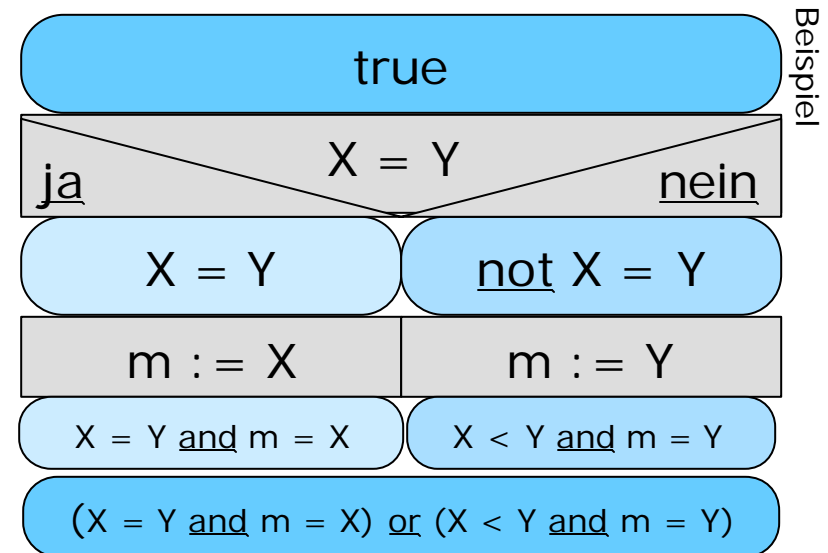 Beispiel
true
X = Y
ja
nein
X = Y
not X = Y
m := X
m := Y
X = Y and m = X
X < Y and m = Y
(X = Y and m = X) or (X < Y and m = Y)